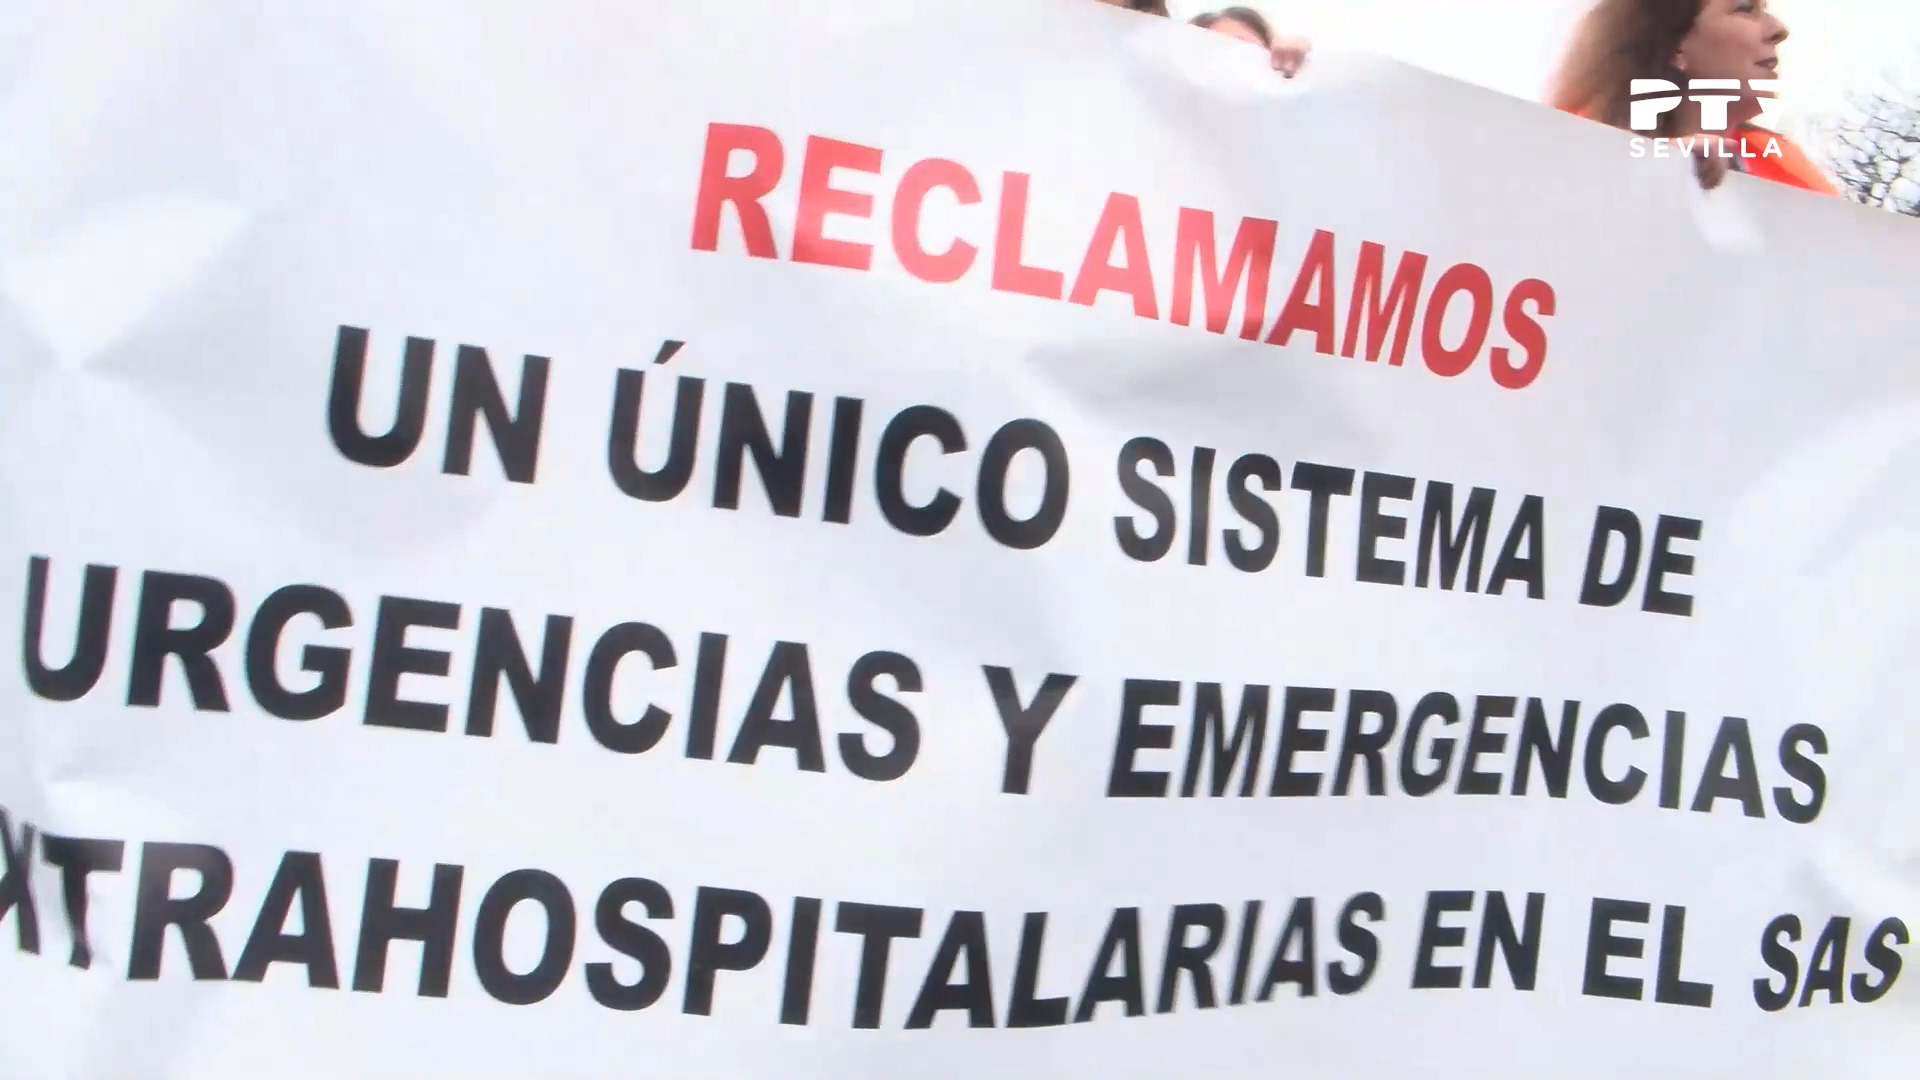 PTV
SEVILLA
RECLAMAMOS
UN ÚNICO SISTEMA DE
URGENCIAS Y EMERGENCIAS
XTRAHOSPITALARIAS EN EL SAS